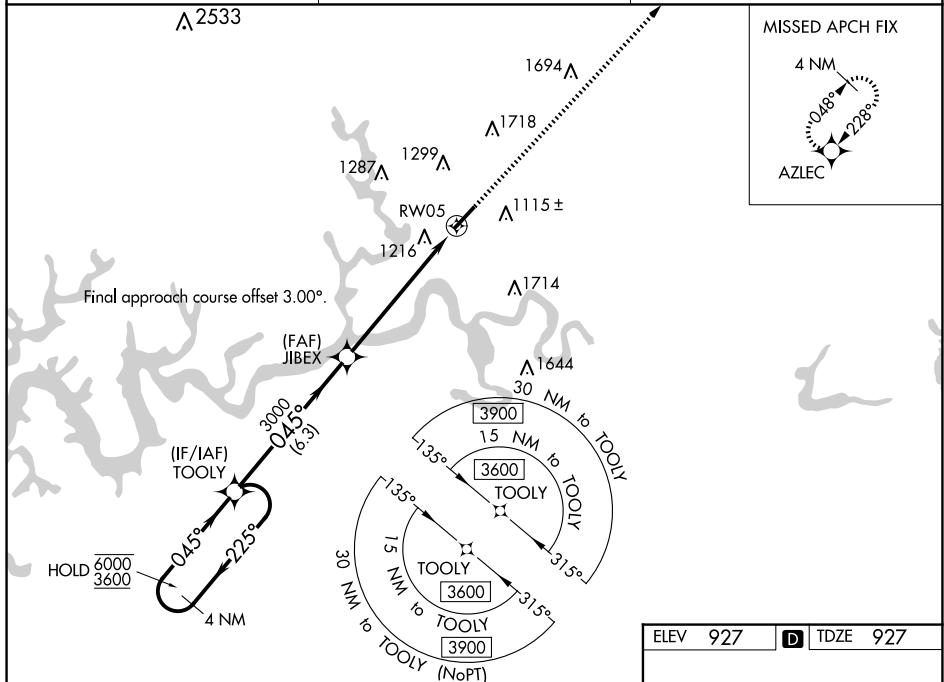 2533
MISSED APCH FIX
4 NM
048°
228°
AZLEC
1694
1718
1299
1287
RW05
1115 ±
1216
1714
Final approach course offset 3.00°.
(FAF)
JIBEX
1644
3000
045°
(6.3)
(IF/IAF)
TOOLY
045°
225°
HOLD 6000
3600
4 NM
30 NM to TOOLY
3900
15 NM to TOOLY
135°
3600
TOOLY
315°
135°
TOOLY
3600
315°
15 NM to TOOLY
3900
30 NM to TOOLY (NoPT)
ELEV 927 D TDZE 927